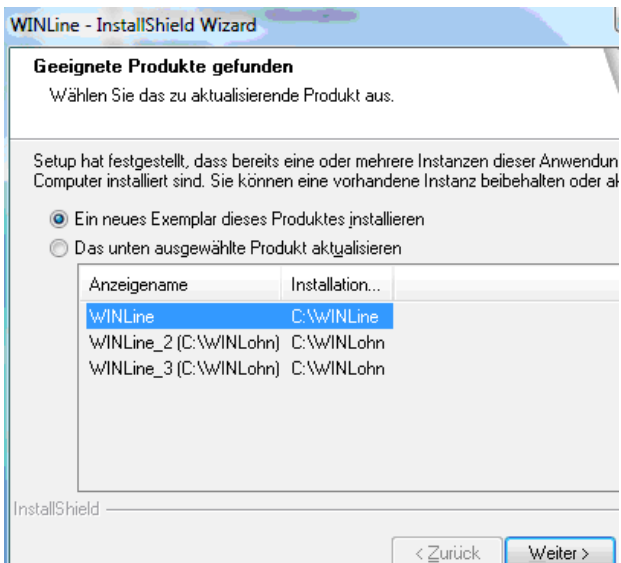 WINLine - InstallShield Wizard
Geeignete Produkte gefunden
Wählen Sie das zu aktualisierende Produkt aus.
Setup hat festgestellt, dass bereits eine oder mehrere Instanzen dieser Anwendun
Computer installiert sind. Sie können eine vorhandene Instanz beibehalten oder ak
Ein neues Exemplar dieses Produktes installieren
Das unten ausgewählte Produkt aktualisieren
Anzeigename Installation...
WINLine C:\WINLine
WINLine_2 (C:\WINLohn) C:\WINLohn
WINLine_3 (C:\WINLohn) C:\WINLohn
InstallShield
< Zurück Weiter >